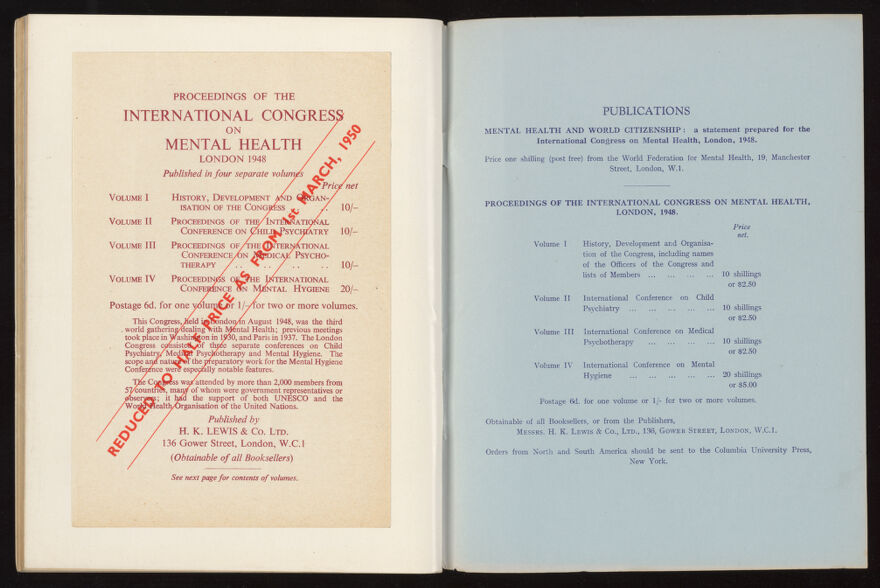 PROCEEDINGS OF THE
INTERNATIONAL CONGRESS
ON
MENTAL HEALTH
LONDON 1948
Published in four separate volumes
Price net
VOLUME I HISTORY, DEVELOPMENT AND ORGAN-
ISATION OF THE CONGRESS .. 10/–
VOLUME II PROCEEDINGS OF THE INTERNATIONAL
CONFERENCE ON CHILD PSYCHIATRY 10/–
VOLUME III PROCEEDINGS OF THE INTERNATIONAL
CONFERENCE ON MEDICAL PSYCHO-
THERAPY .. .. .. .. 10/–
VOLUME IV PROCEEDINGS OF THE INTERNATIONAL
CONFERENCE ON MENTAL HYGIENE 20/–
Postage 6d. for one volume or 1/– for two or more volumes.
This Congress, held in London in August 1948, was the third
world gathering dealing with Mental Health; previous meetings
took place in Washington in 1930, and Paris in 1937. The London
Congress consisted of three separate conferences on Child
Psychiatry, Medical Psychotherapy and Mental Hygiene. The
scope and nature of the preparatory work for the Mental Hygiene
Conference were especially notable features.
The Congress was attended by more than 2,000 members from
57 countries, many of whom were government representatives or
observers; it had the support of both UNESCO and the
World Health Organisation of the United Nations.
Published by
H. K. LEWIS & CO. LTD.
136 Gower Street, London, W.C.1
(Obtainable of all Booksellers)
See next page for contents of volumes.
REDUCED TO HALF PRICE AS FROM 1st MARCH, 1950
PUBLICATIONS
MENTAL HEALTH AND WORLD CITIZENSHIP: a statement prepared for the
International Congress on Mental Health, London, 1948.
Price one shilling (post free) from the World Federation for Mental Health, 19, Manchester
Street, London, W.1.
PROCEEDINGS OF THE INTERNATIONAL CONGRESS ON MENTAL HEALTH,
LONDON, 1948.
Price
net.
Volume I History, Development and Organisa-
tion of the Congress, including names
of the Officers of the Congress and
lists of Members ... ... ... ... 10 shillings
or $2.50
Volume II International Conference on Child
Psychiatry ... ... ... ... ... 10 shillings
or $2.50
Volume III International Conference on Medical
Psychotherapy ... ... ... ... 10 shillings
or $2.50
Volume IV International Conference on Mental
Hygiene ... ... ... ... ... 20 shillings
or $5.00
Postage 6d. for one volume or 1/- for two or more volumes.
Obtainable of all Booksellers, or from the Publishers,
MESSRS. H. K. LEWIS & CO., LTD., 136, GOWER STREET, LONDON, W.C.1.
Orders from North and South America should be sent to the Columbia University Press,
New York.